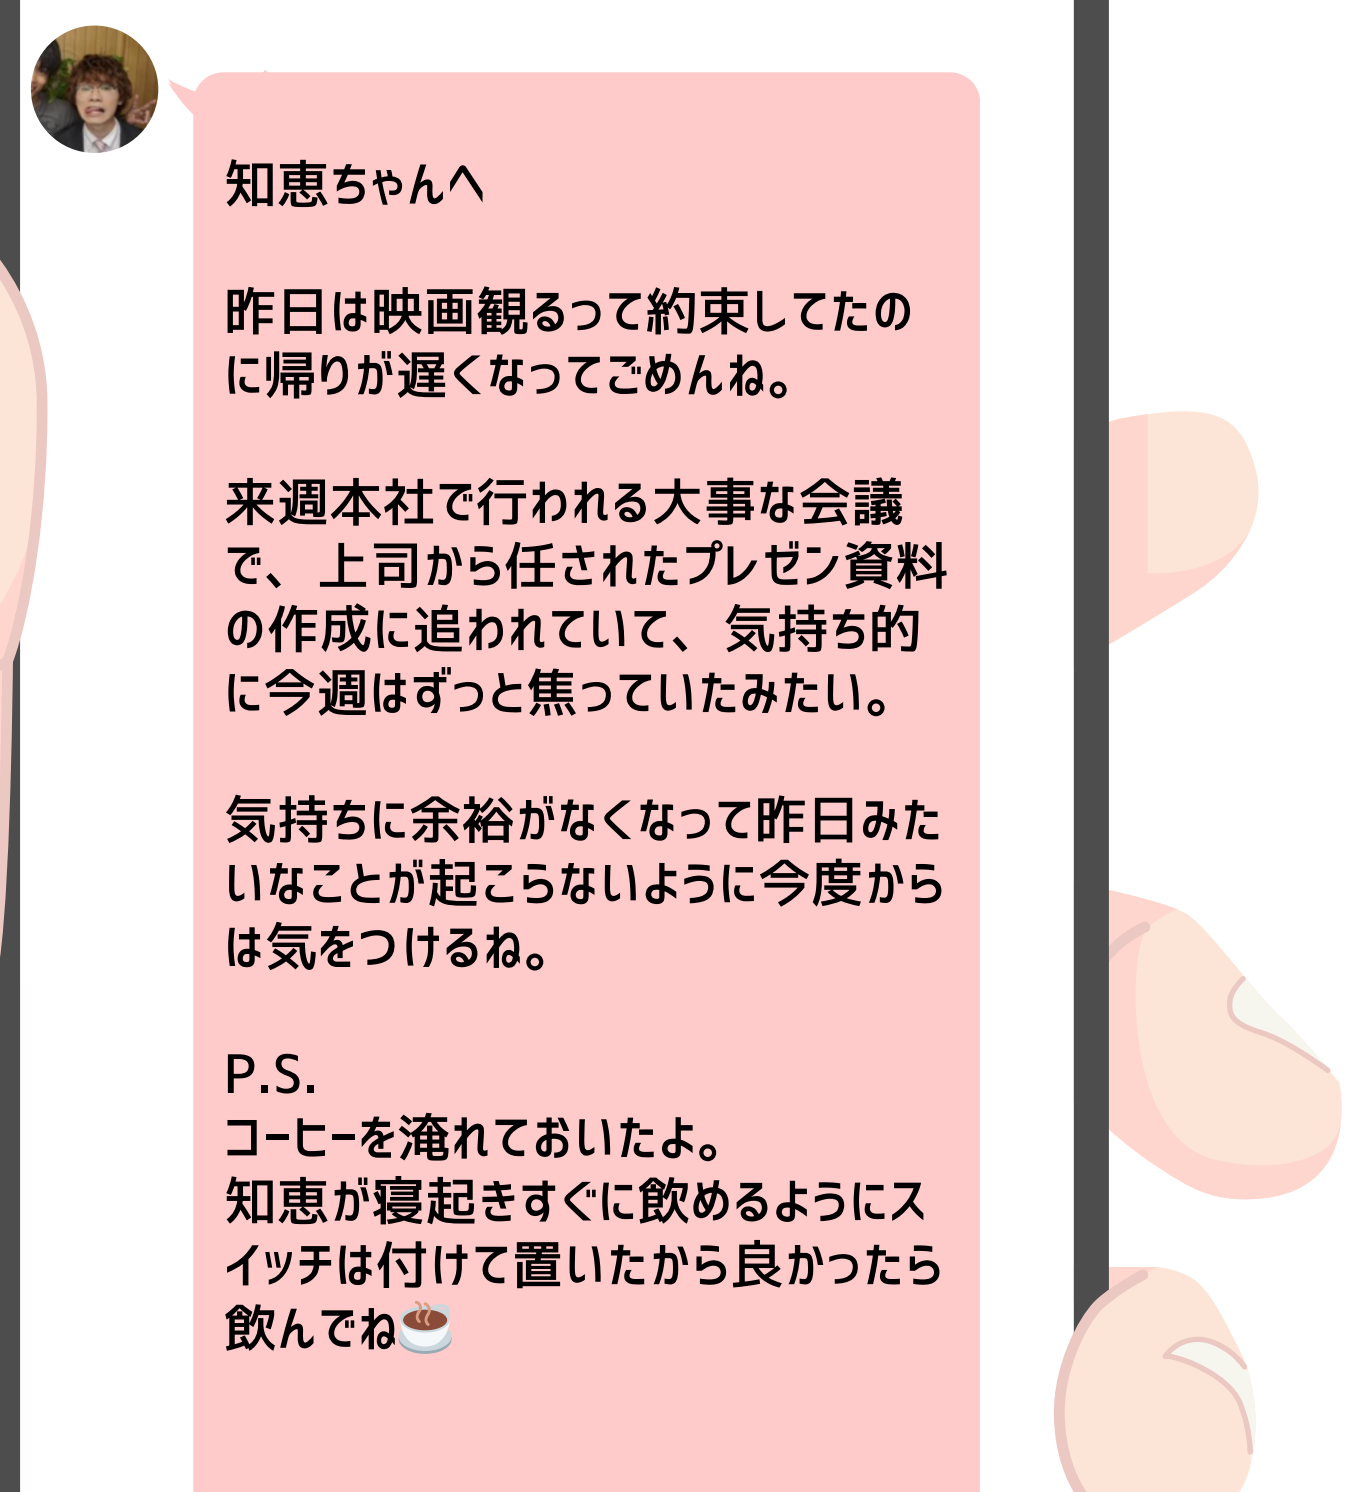 知恵ちゃんへ
昨日は映画観るって約束してたの
に帰りが遅くなってごめんね。
来週本社で行われる大事な会議
で、上司から任されたプレゼン資料
の作成に追われていて、気持ち的
に今週はずっと焦っていたみたい。
気持ちに余裕がなくなって昨日みた
いなことが起こらないように今度から
は気をつけるね。
P.S.
コーヒーを淹れておいたよ。
知恵が寝起きすぐに飲めるようにス
イッチは付けて置いたから良かったら
飲んでね☕